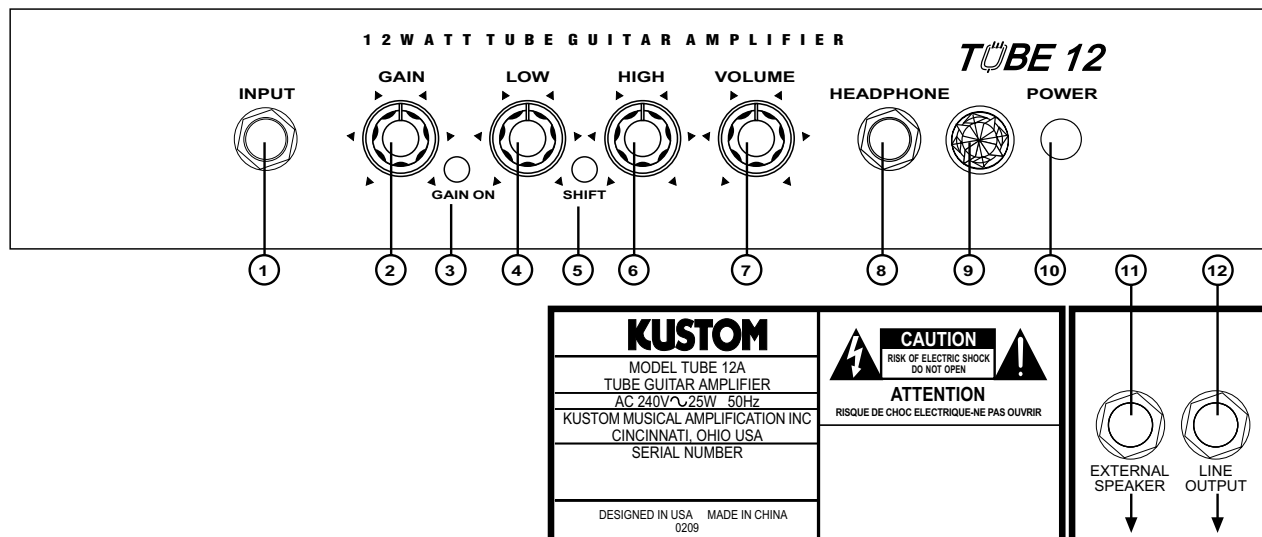 12 WATT TUBE GUITAR AMPLIFIER
TUBE 12
INPUT
GAIN
LOW
HIGH
VOLUME
HEADPHONE
POWER
GAIN ON
SHIFT
1 2 3 4 5 6 7 8 9 10 11 12
KUSTOM
MODEL TUBE 12A
TUBE GUITAR AMPLIFIER
AC 240V～25W 50Hz
KUSTOM MUSICAL AMPLIFICATION INC
CINCINNATI, OHIO USA
SERIAL NUMBER
DESIGNED IN USA MADE IN CHINA
0209
CAUTION
RISK OF ELECTRIC SHOCK
DO NOT OPEN
ATTENTION
RISQUE DE CHOC ELECTRIQUE-NE PAS OUVRIR
EXTERNAL
SPEAKER
LINE
OUTPUT